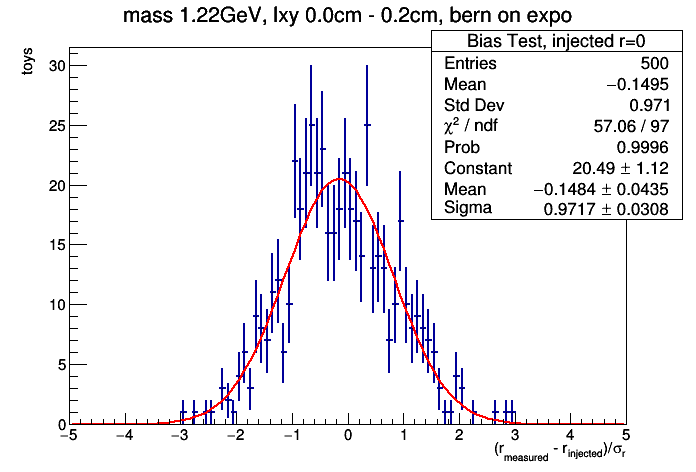 mass 1.22GeV, lxy 0.0cm - 0.2cm, bern on expo
Bias Test, injected r=0
Entries 500
Mean −0.1495
Std Dev 0.971
χ² / ndf 57.06 / 97
Prob 0.9996
Constant 20.49 ± 1.12
Mean −0.1484 ± 0.0435
Sigma 0.9717 ± 0.0308
toys
30
25
20
15
10
5
0
−5 −4 −3 −2 −1 0 1 2 3 4 5
(r_measured - r_injected)/σ_r